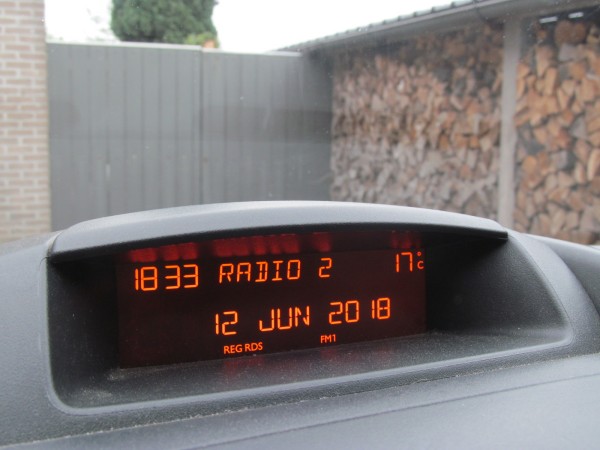 1833 RADIO 2 17°C
12 JUN 2018
REG RDS FM1